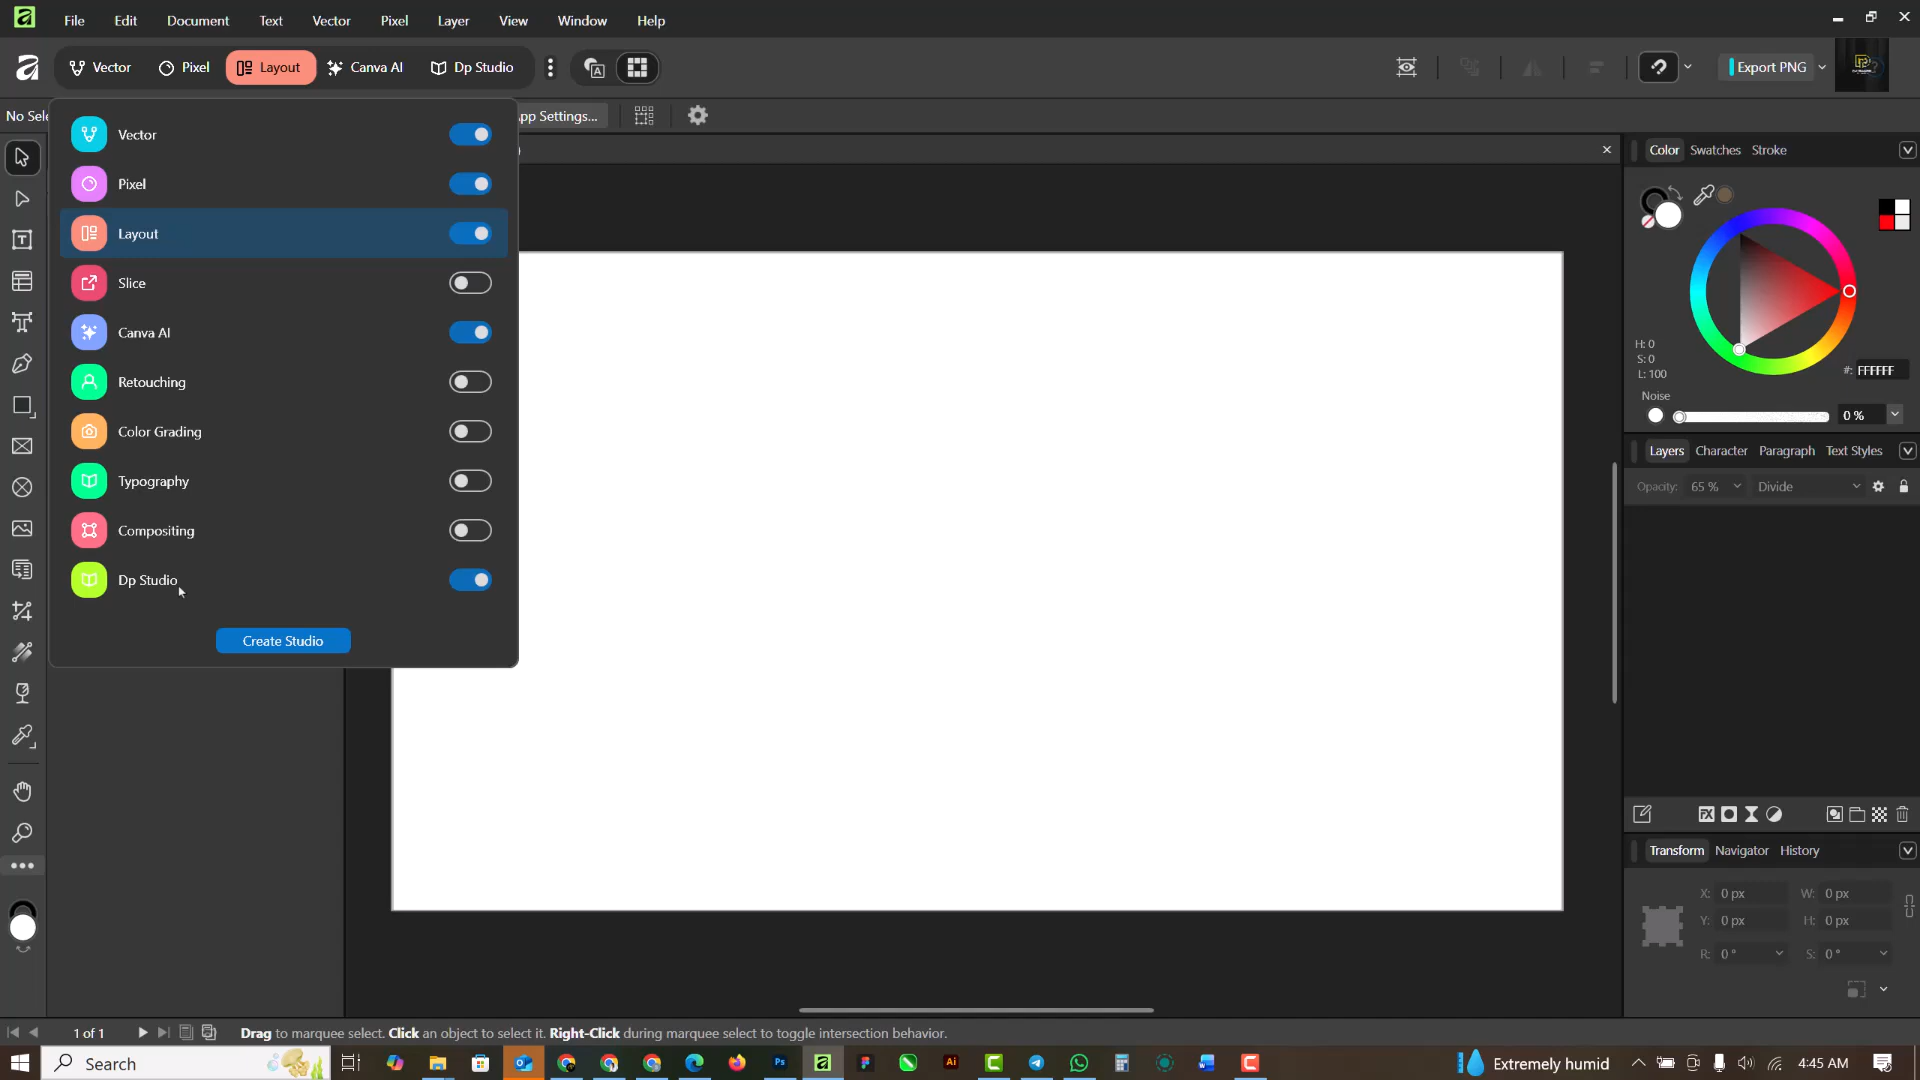 File Edit Document Text Vector Pixel Layer View Window Help
Vector Pixel Layout Canva AI Dp Studio Export PNG
No Sele pp Settings...
Vector
Pixel
Layout
Slice
Canva AI
Retouching
Color Grading
Typography
Compositing
Dp Studio
Create Studio
Color Swatches Stroke
H: 0
S: 0
L: 100
#: FFFFFF
Noise
0 %
Layers Character Paragraph Text Styles
Opacity: 65 % Divide
Transform Navigator History
X: 0 px W: 0 px
Y: 0 px H: 0 px
R: 0 ° S: 0 °
1 of 1 Drag to marquee select. Click an object to select it. Right-Click during marquee select to toggle intersection behavior.
Search Extremely humid 4:45 AM